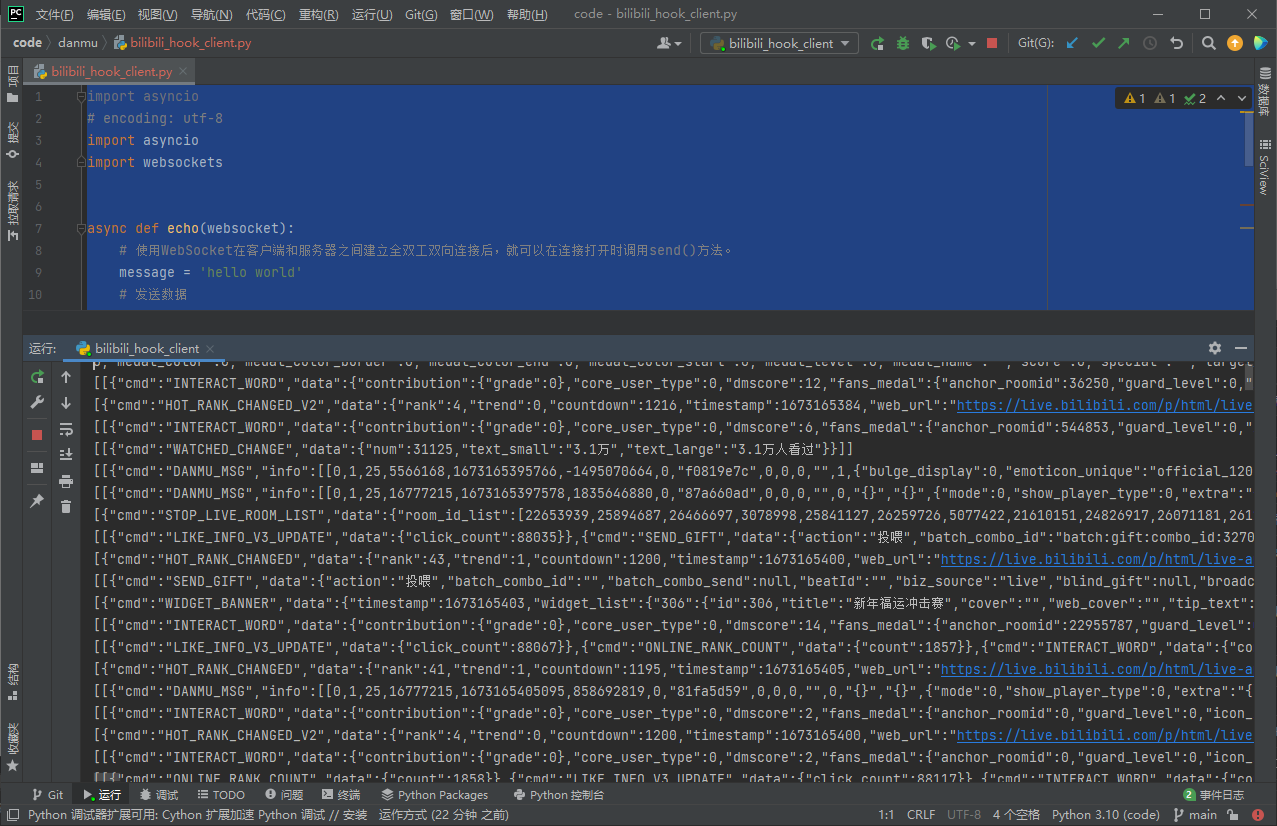 PC 文件(F) 编辑(E) 视图(V) 导航(N) 代码(C) 重构(R) 运行(U) Git(G) 窗口(W) 帮助(H) code - bilibili_hook_client.py
code danmu bilibili_hook_client.py bilibili_hook_client Git(G):
项目
提交
拉取请求
结构
收藏夹
bilibili_hook_client.py
1 import asyncio
2 # encoding: utf-8
3 import asyncio
4 import websockets
5
6
7 async def echo(websocket):
8 # 使用WebSocket在客户端和服务器之间建立全双工双向连接后，就可以在连接打开时调用send()方法。
9 message = 'hello world'
10 # 发送数据
1 1 2
数据库
SciView
运行: bilibili_hook_client
[[{"cmd":"INTERACT_WORD","data":{"contribution":{"grade":0},"core_user_type":0,"dmscore":12,"fans_medal":{"anchor_roomid":36250,"guard_level":0,"
[{"cmd":"HOT_RANK_CHANGED_V2","data":{"rank":4,"trend":0,"countdown":1216,"timestamp":1673165384,"web_url":"https://live.bilibili.com/p/html/live
[[{"cmd":"INTERACT_WORD","data":{"contribution":{"grade":0},"core_user_type":0,"dmscore":6,"fans_medal":{"anchor_roomid":544853,"guard_level":0,"
[[{"cmd":"WATCHED_CHANGE","data":{"num":31125,"text_small":"3.1万","text_large":"3.1万人看过"}}]]
[{"cmd":"DANMU_MSG","info":[[0,1,25,5566168,1673165395766,-1495070664,0,"f0819e7c",0,0,0,"",1,{"bulge_display":0,"emoticon_unique":"official_120
[{"cmd":"DANMU_MSG","info":[[0,1,25,16777215,1673165397578,1835646880,0,"87a660ad",0,0,0,"",0,"{}","{}",{"mode":0,"show_player_type":0,"extra":"
[{"cmd":"STOP_LIVE_ROOM_LIST","data":{"room_id_list":[22653939,25894687,26466697,3078998,25841127,26259726,5077422,21610151,24826917,26071181,261
[[{"cmd":"LIKE_INFO_V3_UPDATE","data":{"click_count":88035}},{"cmd":"SEND_GIFT","data":{"action":"投喂","batch_combo_id":"batch:gift:combo_id:3270
[{"cmd":"HOT_RANK_CHANGED","data":{"rank":43,"trend":1,"countdown":1200,"timestamp":1673165400,"web_url":"https://live.bilibili.com/p/html/live-a
[[{"cmd":"SEND_GIFT","data":{"action":"投喂","batch_combo_id":"","batch_combo_send":null,"beatId":"","biz_source":"live","blind_gift":null,"broadc
[{"cmd":"WIDGET_BANNER","data":{"timestamp":1673165403,"widget_list":{"306":{"id":306,"title":"新年福运冲击赛","cover":"","web_cover":"","tip_text":
[[{"cmd":"INTERACT_WORD","data":{"contribution":{"grade":0},"core_user_type":0,"dmscore":14,"fans_medal":{"anchor_roomid":22955787,"guard_level":
[[{"cmd":"LIKE_INFO_V3_UPDATE","data":{"click_count":88067}},{"cmd":"ONLINE_RANK_COUNT","data":{"count":1857}},{"cmd":"INTERACT_WORD","data":{"co
[{"cmd":"HOT_RANK_CHANGED","data":{"rank":41,"trend":1,"countdown":1195,"timestamp":1673165405,"web_url":"https://live.bilibili.com/p/html/live-a
[[{"cmd":"DANMU_MSG","info":[[0,1,25,16777215,1673165405095,858692819,0,"81fa5d59",0,0,0,"",0,"{}","{}",{"mode":0,"show_player_type":0,"extra":"{
[[{"cmd":"INTERACT_WORD","data":{"contribution":{"grade":0},"core_user_type":0,"dmscore":2,"fans_medal":{"anchor_roomid":0,"guard_level":0,"icon_
[{"cmd":"HOT_RANK_CHANGED_V2","data":{"rank":4,"trend":0,"countdown":1200,"timestamp":1673165400,"web_url":"https://live.bilibili.com/p/html/live
[[{"cmd":"INTERACT_WORD","data":{"contribution":{"grade":0},"core_user_type":0,"dmscore":2,"fans_medal":{"anchor_roomid":0,"guard_level":0,"icon_
[[{"cmd":"ONLINE_RANK_COUNT","data":{"count":1858}},{"cmd":"LIKE_INFO_V3_UPDATE","data":{"click_count":88117}},{"cmd":"INTERACT_WORD","data":{"co
Git 运行 调试 TODO 问题 终端 Python Packages Python 控制台 2 事件日志
Python 调试器扩展可用: Cython 扩展加速 Python 调试 // 安装 运作方式 (22 分钟 之前) 1:1 CRLF UTF-8 4 个空格 Python 3.10 (code) main